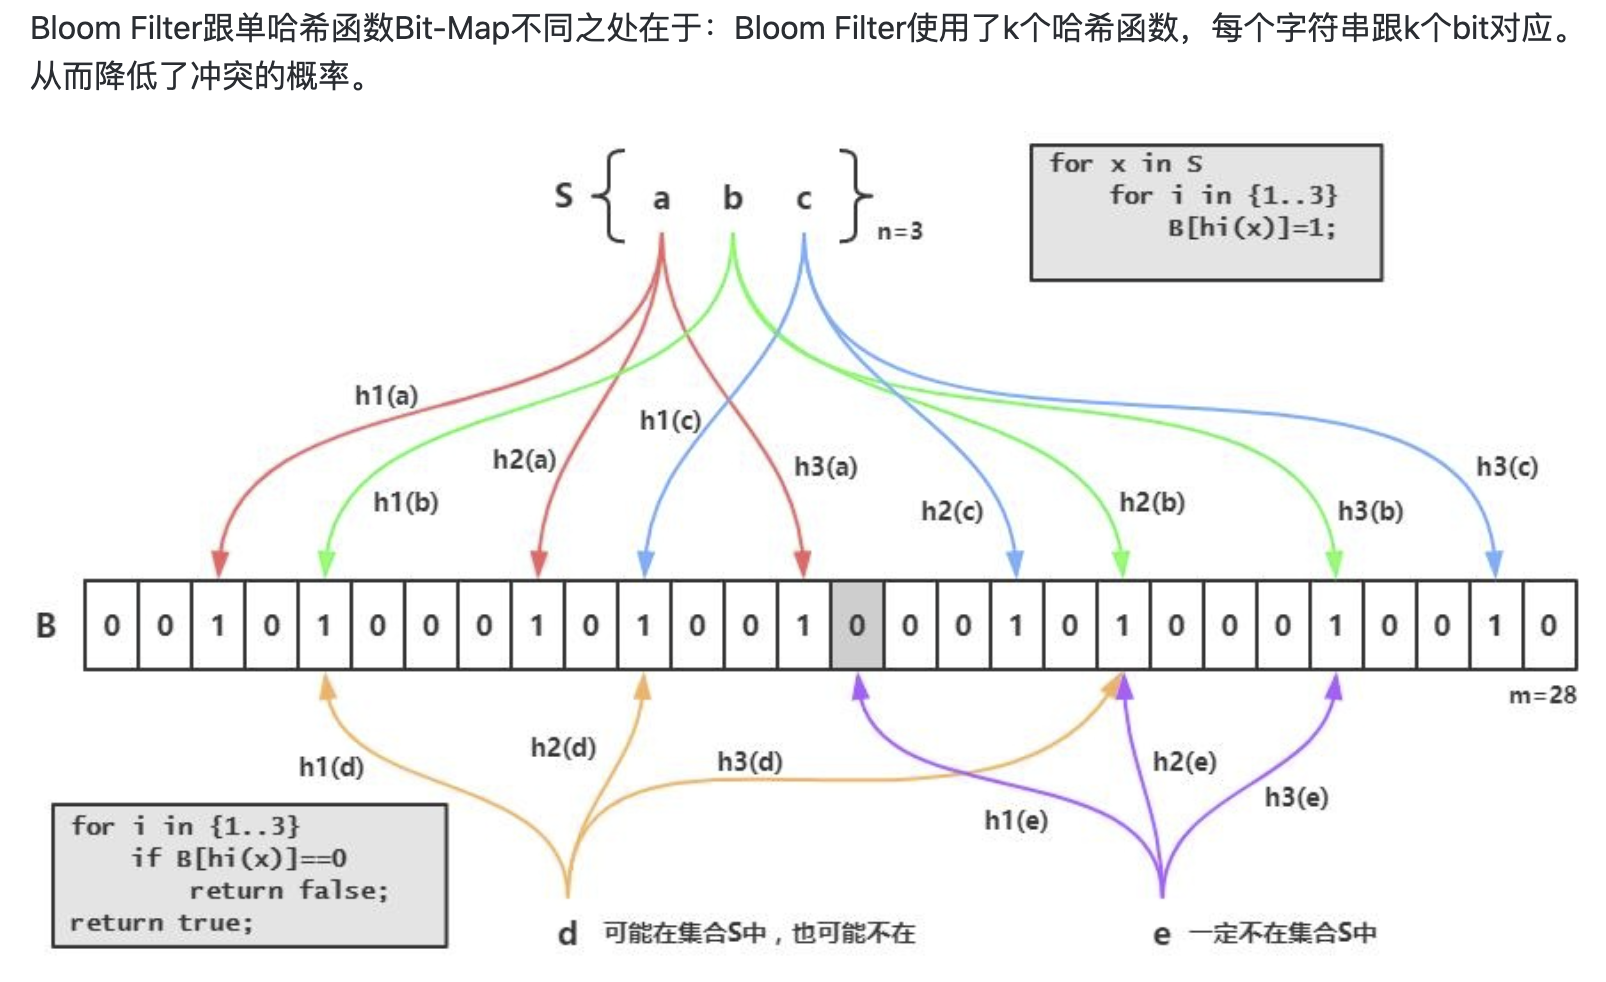 Bloom Filter跟单哈希函数Bit-Map不同之处在于：Bloom Filter使用了k个哈希函数，每个字符串跟k个bit对应。
从而降低了冲突的概率。
S { a b c } n=3
for x in S
for i in {1..3}
B[hi(x)]=1;
h1(a)
h1(c)
h2(a)
h3(a)
h3(c)
h1(b)
h2(c)
h2(b)
h3(b)
B 0 0 1 0 1 0 0 0 1 0 1 0 0 1 0 0 0 1 0 1 0 0 0 1 0 0 1 0
m=28
h1(d)
h2(d)
h3(d)
h2(e)
h3(e)
h1(e)
for i in {1..3}
if B[hi(x)]==0
return false;
return true;
d 可能在集合S中，也可能不在
e 一定不在集合S中